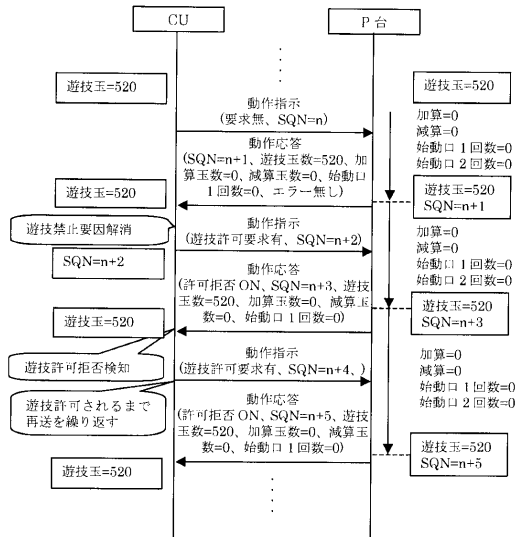 CU
P台
遊技玉=520
遊技玉=520
動作指示
(要求無、SQN=n)
加算=0
減算=0
始動口1回数=0
始動口2回数=0
動作応答
(SQN=n+1、遊技玉数=520、加
算玉数=0、減算玉数=0、始動口
1回数=0、エラー無し)
遊技玉=520
遊技玉=520
SQN=n+1
遊技禁止要因解消
動作指示
(遊技許可要求有、SQN=n+2)
加算=0
減算=0
始動口1回数=0
始動口2回数=0
SQN=n+2
動作応答
(許可拒否ON、SQN=n+3、遊技
玉数=520、加算玉数=0、減算玉
数=0、始動口1回数=0)
遊技玉=520
遊技玉=520
SQN=n+3
遊技許可拒否検知
動作指示
(遊技許可要求有、SQN=n+4、)
加算=0
減算=0
始動口1回数=0
始動口2回数=0
遊技許可されるまで
再送を繰り返す
動作応答
(許可拒否ON、SQN=n+5、遊技
玉数=520、加算玉数=0、減算玉
数=0、始動口1回数=0)
遊技玉=520
遊技玉=520
SQN=n+5